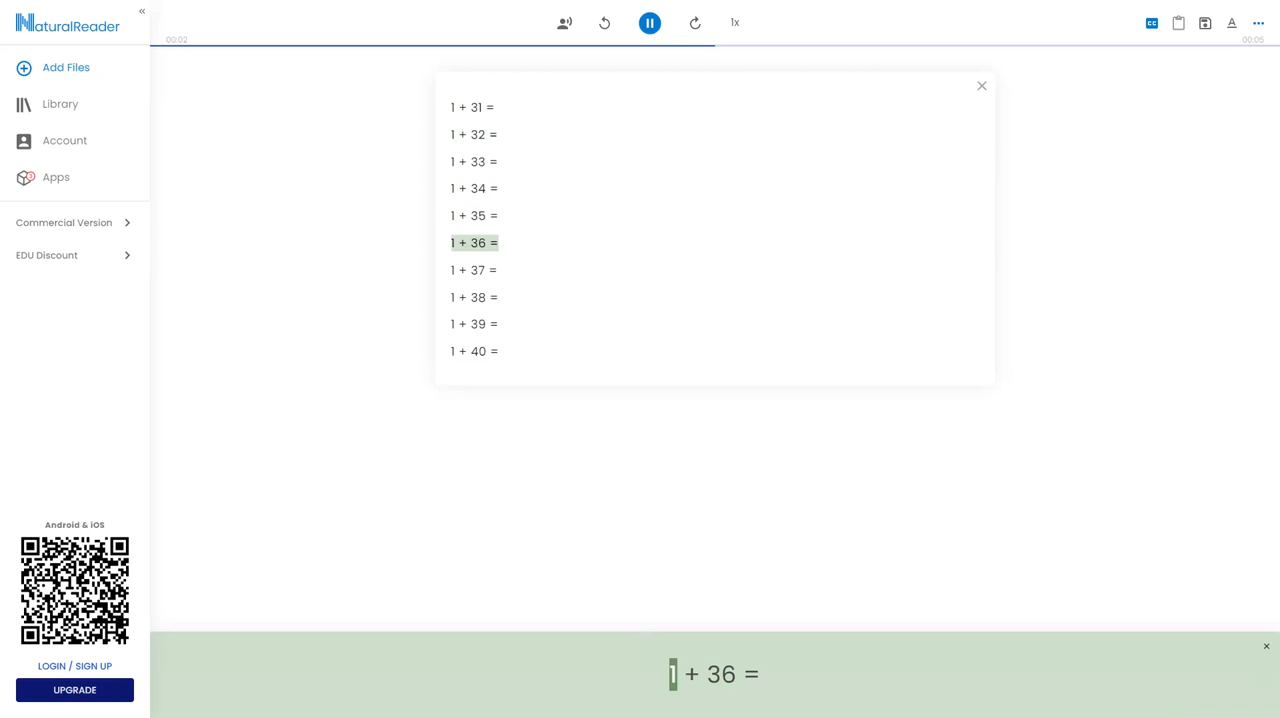 NaturalReader
«
1x
CC
A
00:02
00:05
Add Files
Library
Account
3
Apps
Commercial Version
EDU Discount
1 + 31 =
1 + 32 =
1 + 33 =
1 + 34 =
1 + 35 =
1 + 36 =
1 + 37 =
1 + 38 =
1 + 39 =
1 + 40 =
Android & iOS
LOGIN / SIGN UP
UPGRADE
1 + 36 =